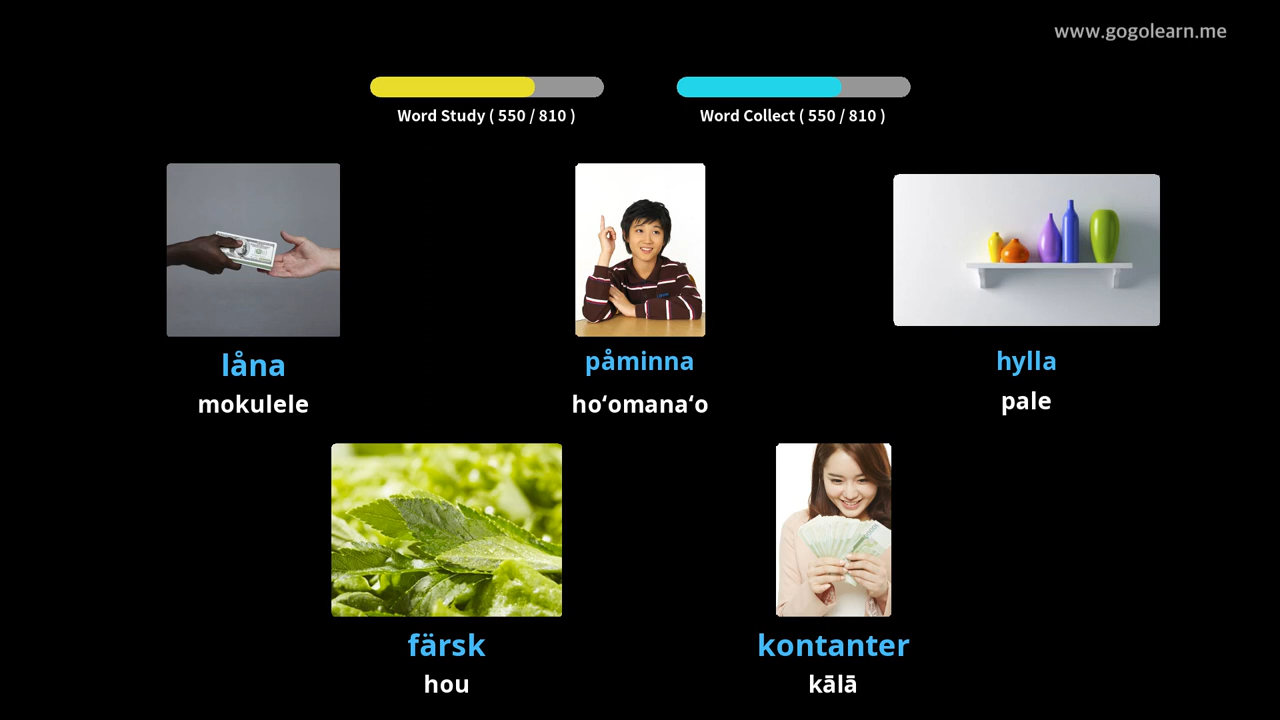 www.gogolearn.me
Word Study ( 550 / 810 )
Word Collect ( 550 / 810 )
låna
påminna
hylla
mokulele
hoʻomanaʻo
pale
färsk
kontanter
hou
kālā